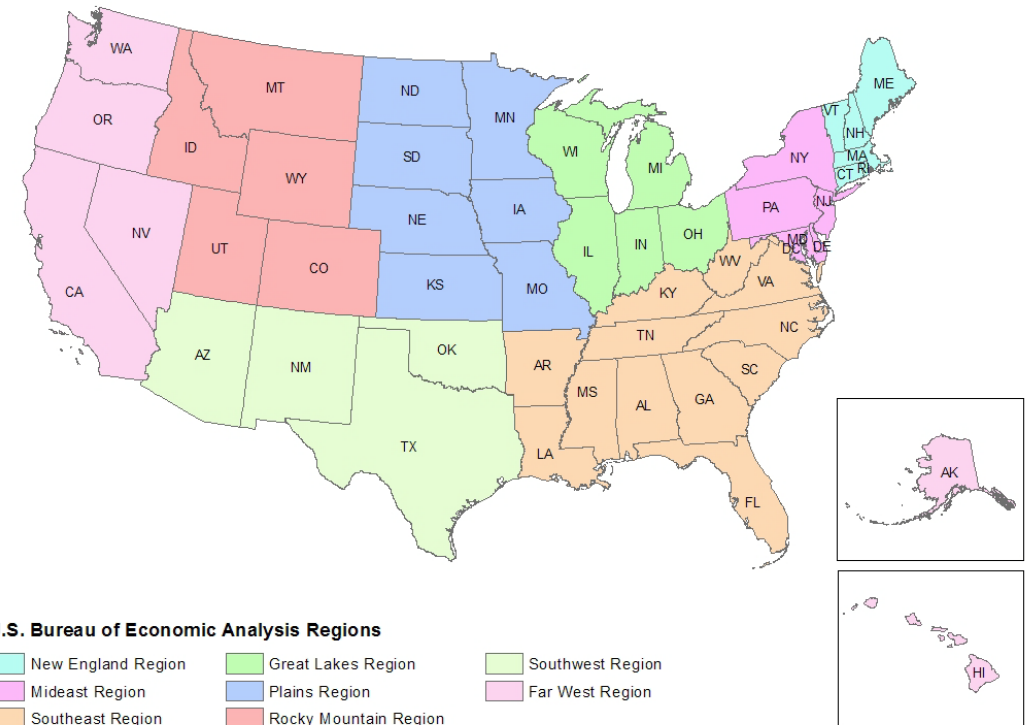 WA
MT
ND
MN
ME
OR
ID
SD
WI
MI
VT
NH
NY
MA
CT
RI
WY
NE
IA
PA
NJ
NV
UT
CO
KS
MO
IL
IN
OH
MD
DC
DE
WV
VA
CA
KY
NC
TN
AZ
NM
OK
AR
SC
MS
AL
GA
TX
LA
FL
AK
HI
.S. Bureau of Economic Analysis Regions
New England Region
Great Lakes Region
Southwest Region
Mideast Region
Plains Region
Far West Region
Southeast Region
Rocky Mountain Region